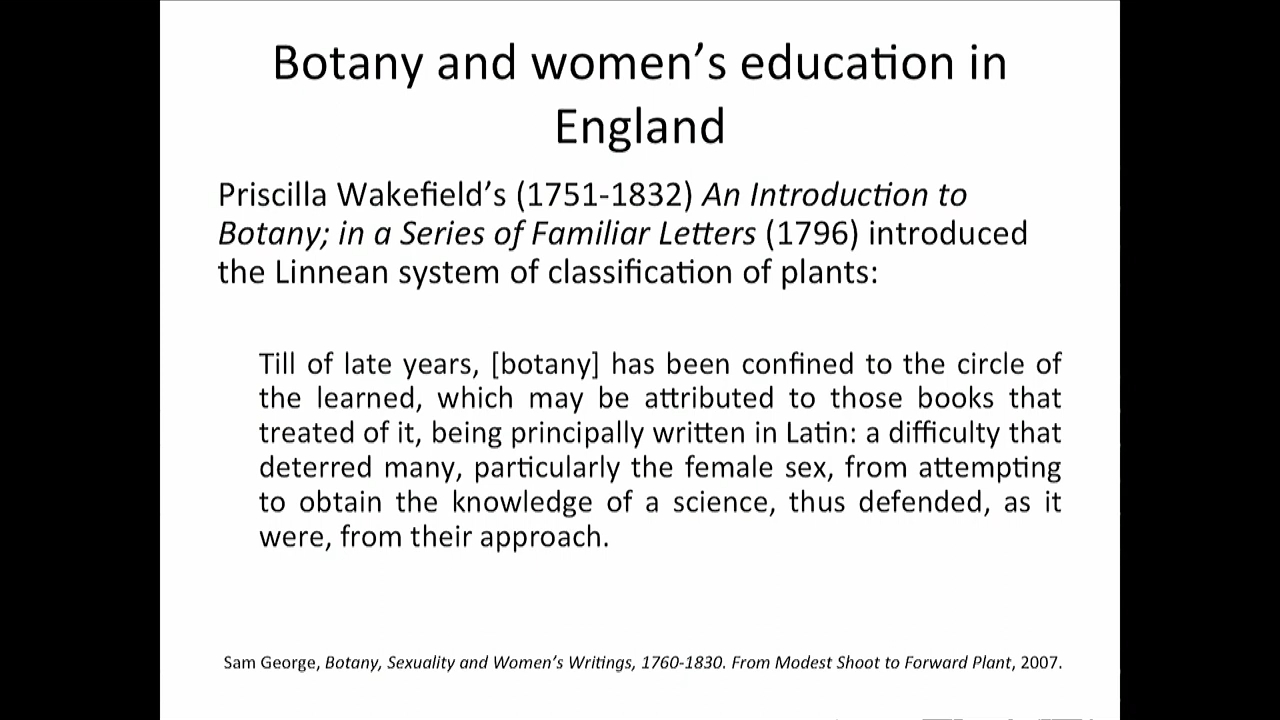 Botany and women’s education in
England
Priscilla Wakefield’s (1751-1832) An Introduction to
Botany; in a Series of Familiar Letters (1796) introduced
the Linnean system of classification of plants:
Till of late years, [botany] has been confined to the circle of
the learned, which may be attributed to those books that
treated of it, being principally written in Latin: a difficulty that
deterred many, particularly the female sex, from attempting
to obtain the knowledge of a science, thus defended, as it
were, from their approach.
Sam George, Botany, Sexuality and Women’s Writings, 1760-1830. From Modest Shoot to Forward Plant, 2007.